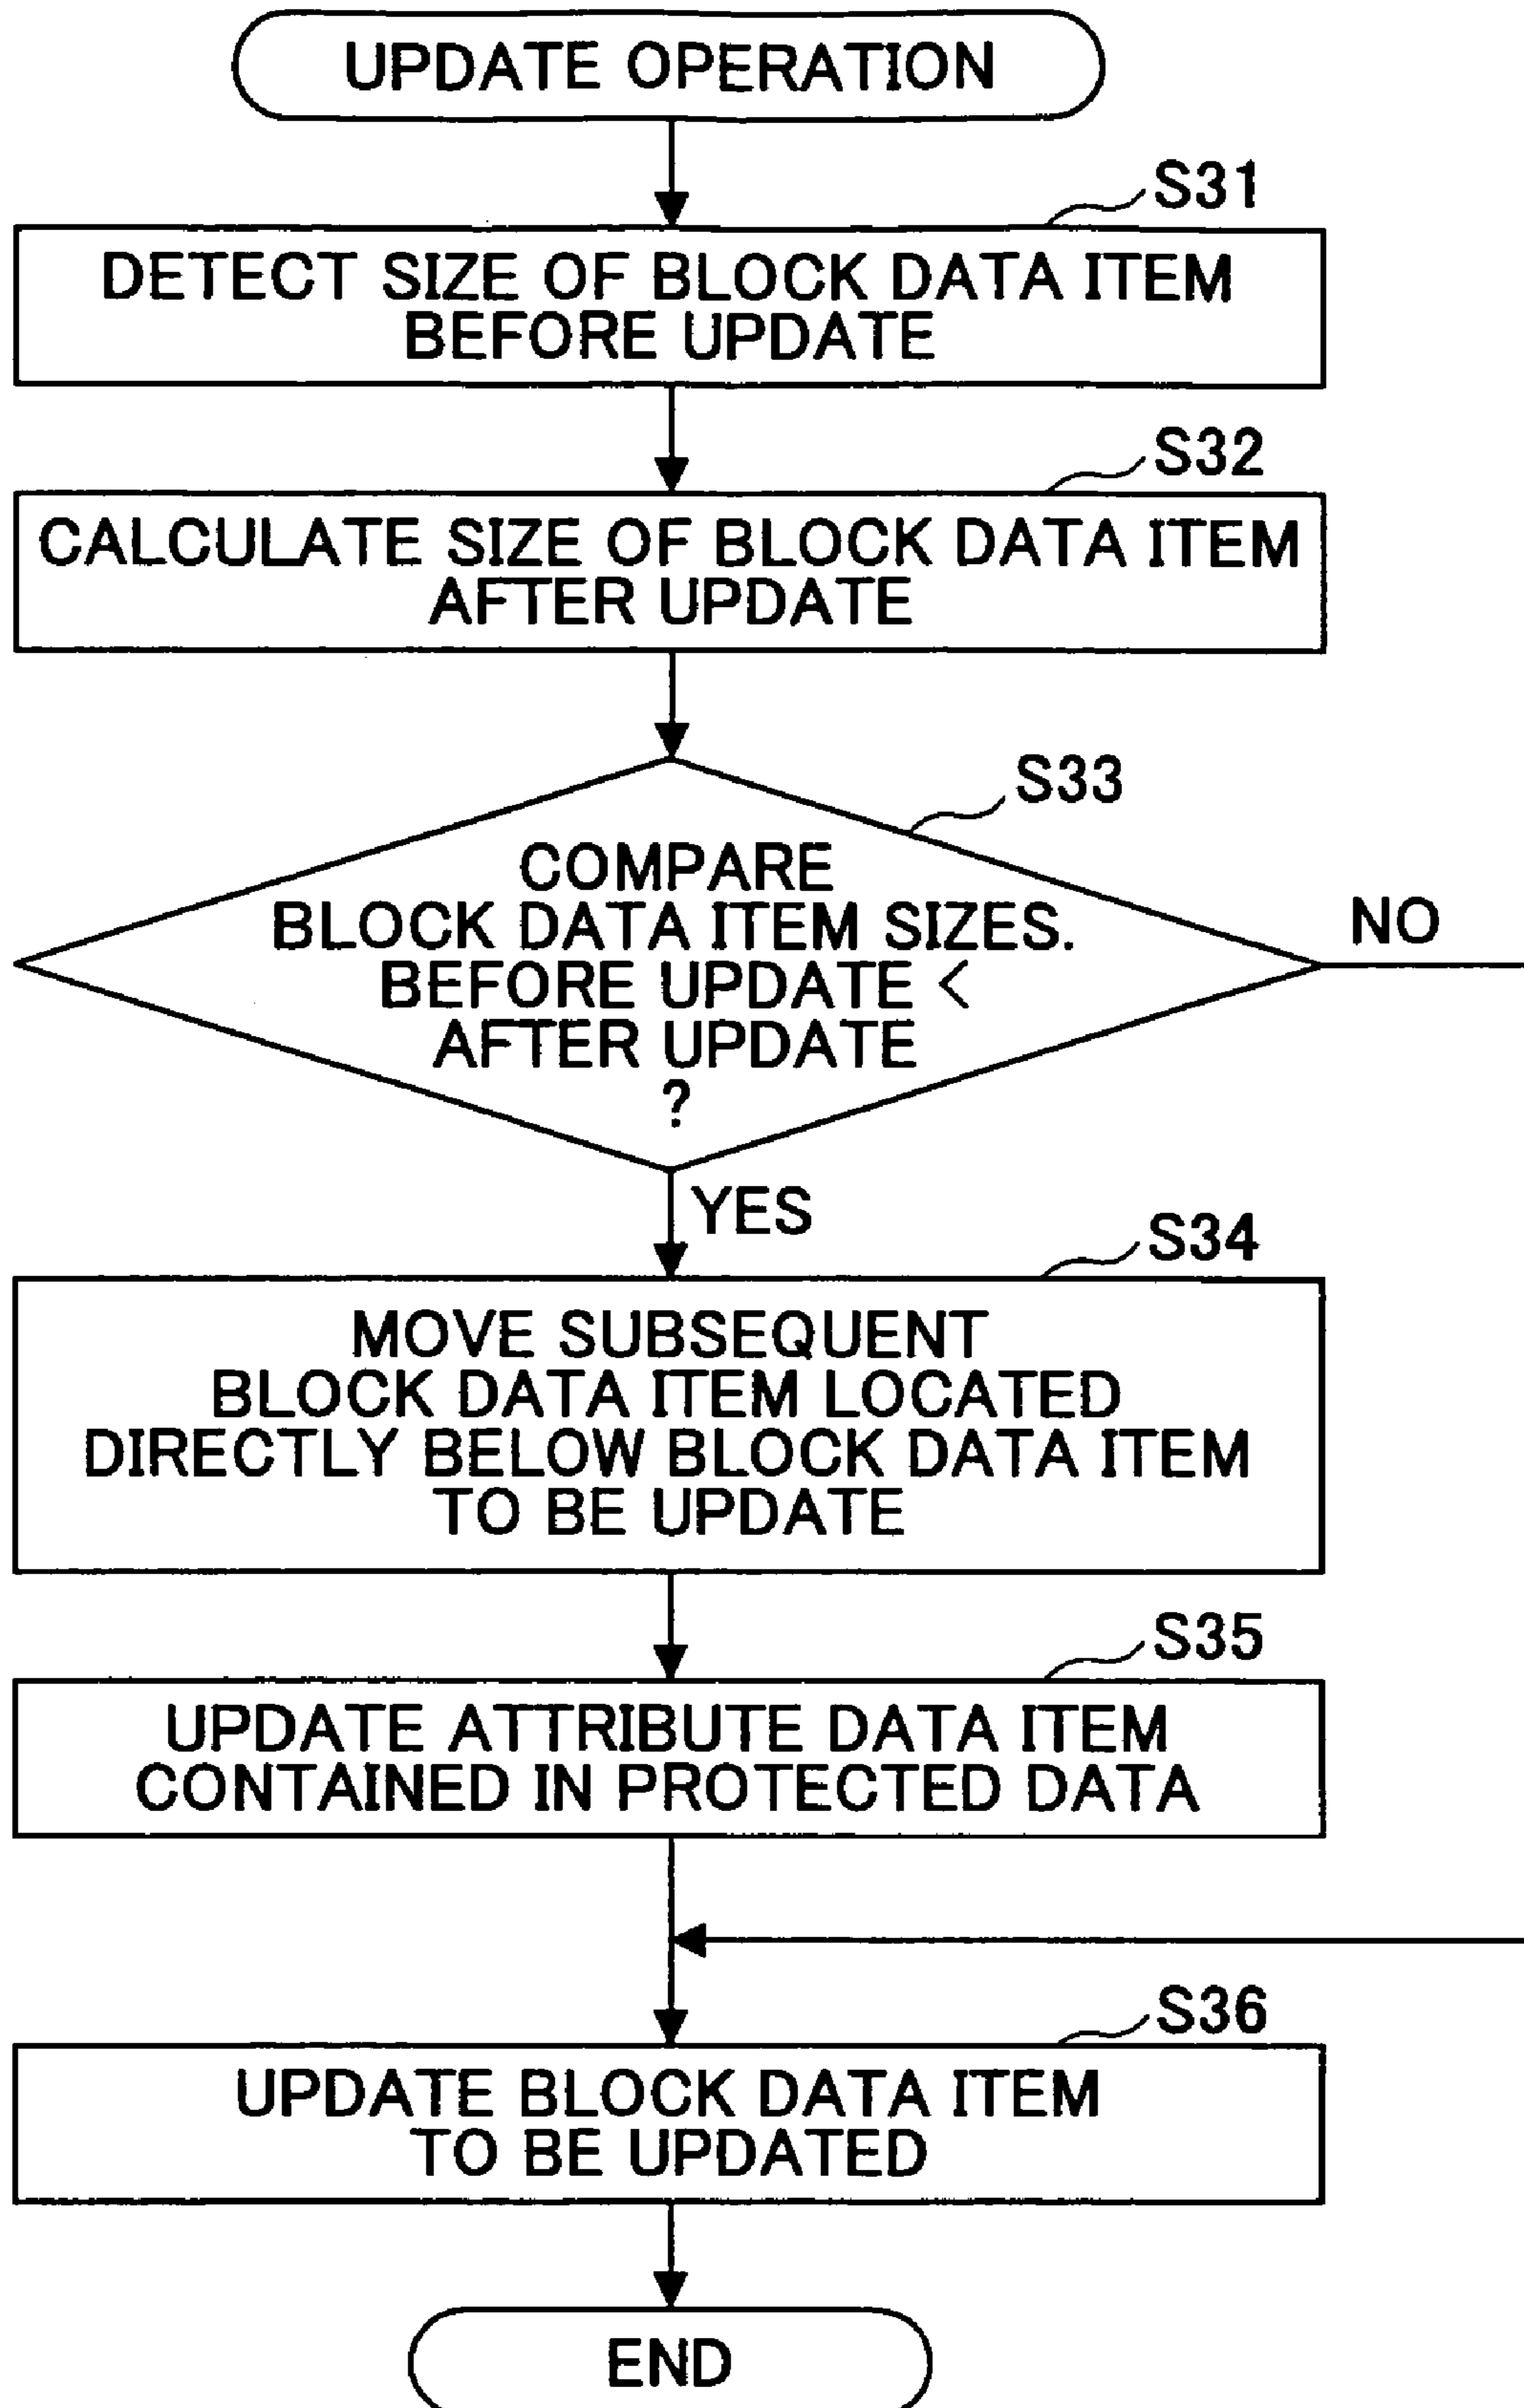 UPDATE OPERATION
S31
DETECT SIZE OF BLOCK DATA ITEM
BEFORE UPDATE
S32
CALCULATE SIZE OF BLOCK DATA ITEM
AFTER UPDATE
S33
COMPARE
BLOCK DATA ITEM SIZES.
BEFORE UPDATE <
AFTER UPDATE
?
NO
YES
S34
MOVE SUBSEQUENT
BLOCK DATA ITEM LOCATED
DIRECTLY BELOW BLOCK DATA ITEM
TO BE UPDATE
S35
UPDATE ATTRIBUTE DATA ITEM
CONTAINED IN PROTECTED DATA
S36
UPDATE BLOCK DATA ITEM
TO BE UPDATED
END